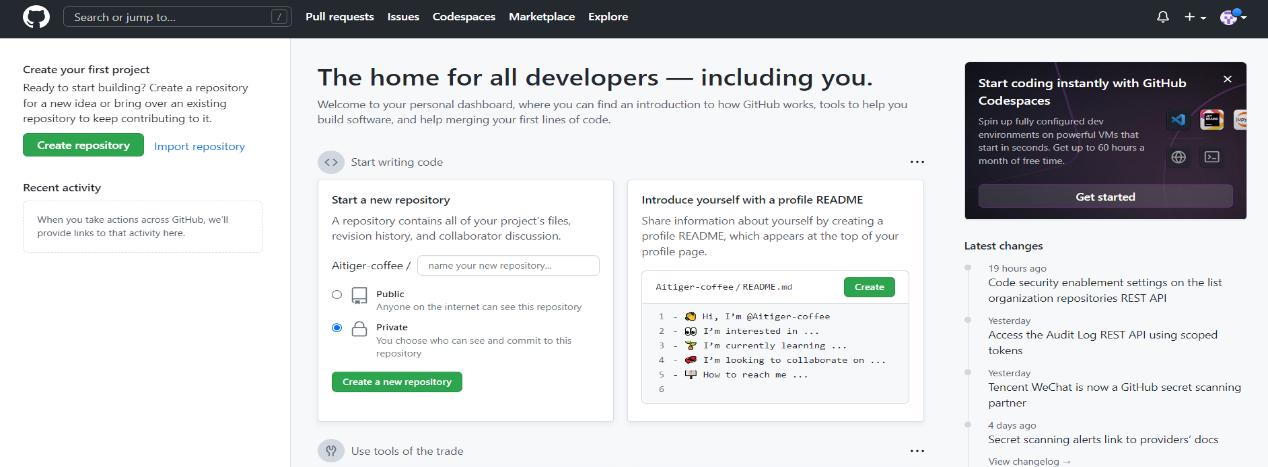 Search or jump to...
/
Pull requests
Issues
Codespaces
Marketplace
Explore
Create your first project
Ready to start building? Create a repository
for a new idea or bring over an existing
repository to keep contributing to it.
Create repository
Import repository
Recent activity
When you take actions across GitHub, we'll
provide links to that activity here.
The home for all developers — including you.
Welcome to your personal dashboard, where you can find an introduction to how GitHub works, tools to help you
build software, and help merging your first lines of code.
Start writing code
Start a new repository
A repository contains all of your project's files,
revision history, and collaborator discussion.
Aitiger-coffee /
name your new repository...
Public
Anyone on the internet can see this repository
Private
You choose who can see and commit to this
repository
Create a new repository
Introduce yourself with a profile README
Share information about yourself by creating a
profile README, which appears at the top of your
profile page.
Aitiger-coffee / README.md
Create
1 - 👋 Hi, I'm @Aitiger-coffee
2 - 👀 I'm interested in ...
3 - 🌱 I'm currently learning ...
4 - 💞️ I'm looking to collaborate on ...
5 - 📫 How to reach me ...
6
Use tools of the trade
Start coding instantly with GitHub
Codespaces
Spin up fully configured dev
environments on powerful VMs that
start in seconds. Get up to 60 hours a
month of free time.
Get started
Latest changes
19 hours ago
Code security enablement settings on the list
organization repositories REST API
Yesterday
Access the Audit Log REST API using scoped
tokens
Yesterday
Tencent WeChat is now a GitHub secret scanning
partner
4 days ago
Secret scanning alerts link to providers' docs
View changelog →